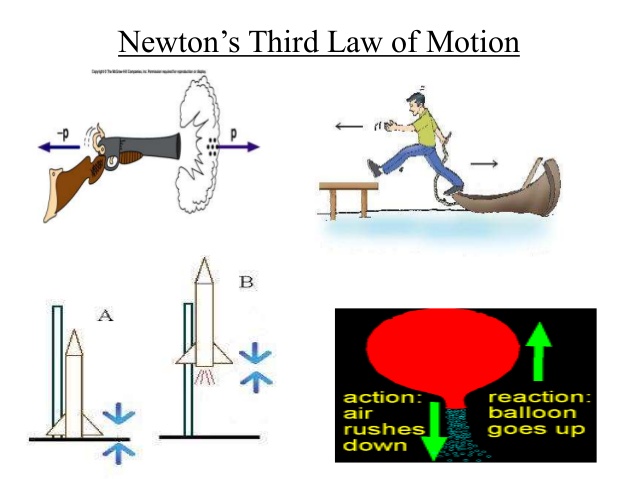 Newton’s Third Law of Motion
Copyright © The McGraw-Hill Companies, Inc. Permission required for reproduction or display.
-p
p
A
B
action:
air
rushes
down
reaction:
balloon
goes up